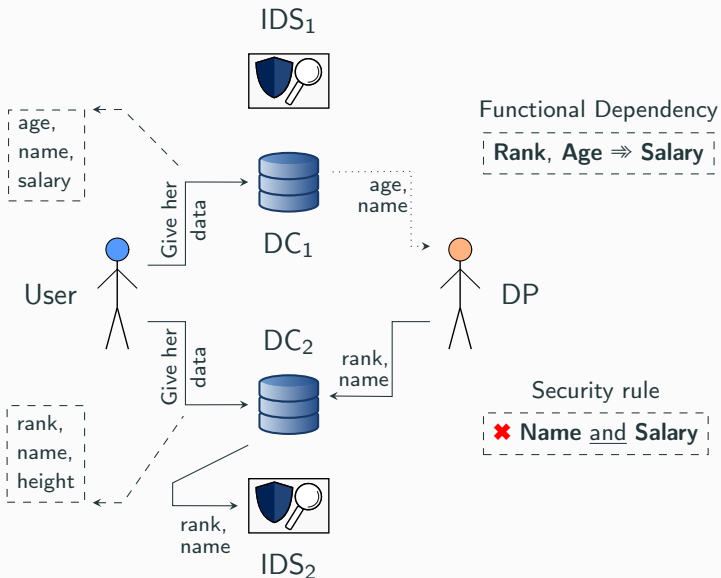 IDS₁
Functional Dependency
Rank, Age ↠ Salary
age,
name,
salary
Give her
data
age,
name
DC₁
User
DP
DC₂
Give her
data
rank,
name
Security rule
✖ Name and Salary
rank,
name,
height
rank,
name
IDS₂